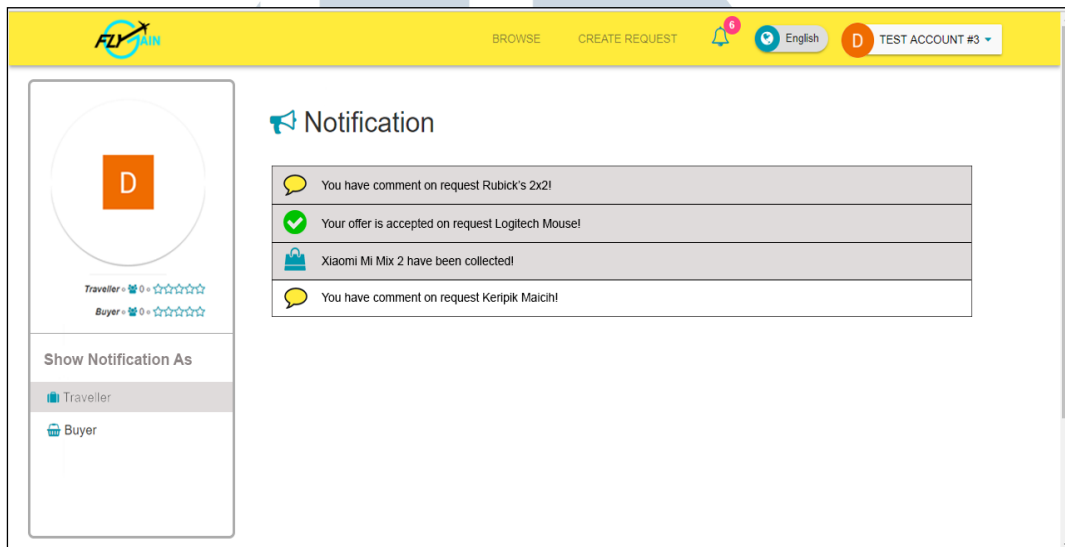 FLYJAIN
BROWSE
CREATE REQUEST
6
English
D
TEST ACCOUNT #3
D
Traveller 0
Buyer 0
Show Notification As
Traveller
Buyer
Notification
You have comment on request Rubick's 2x2!
Your offer is accepted on request Logitech Mouse!
Xiaomi Mi Mix 2 have been collected!
You have comment on request Keripik Maicih!